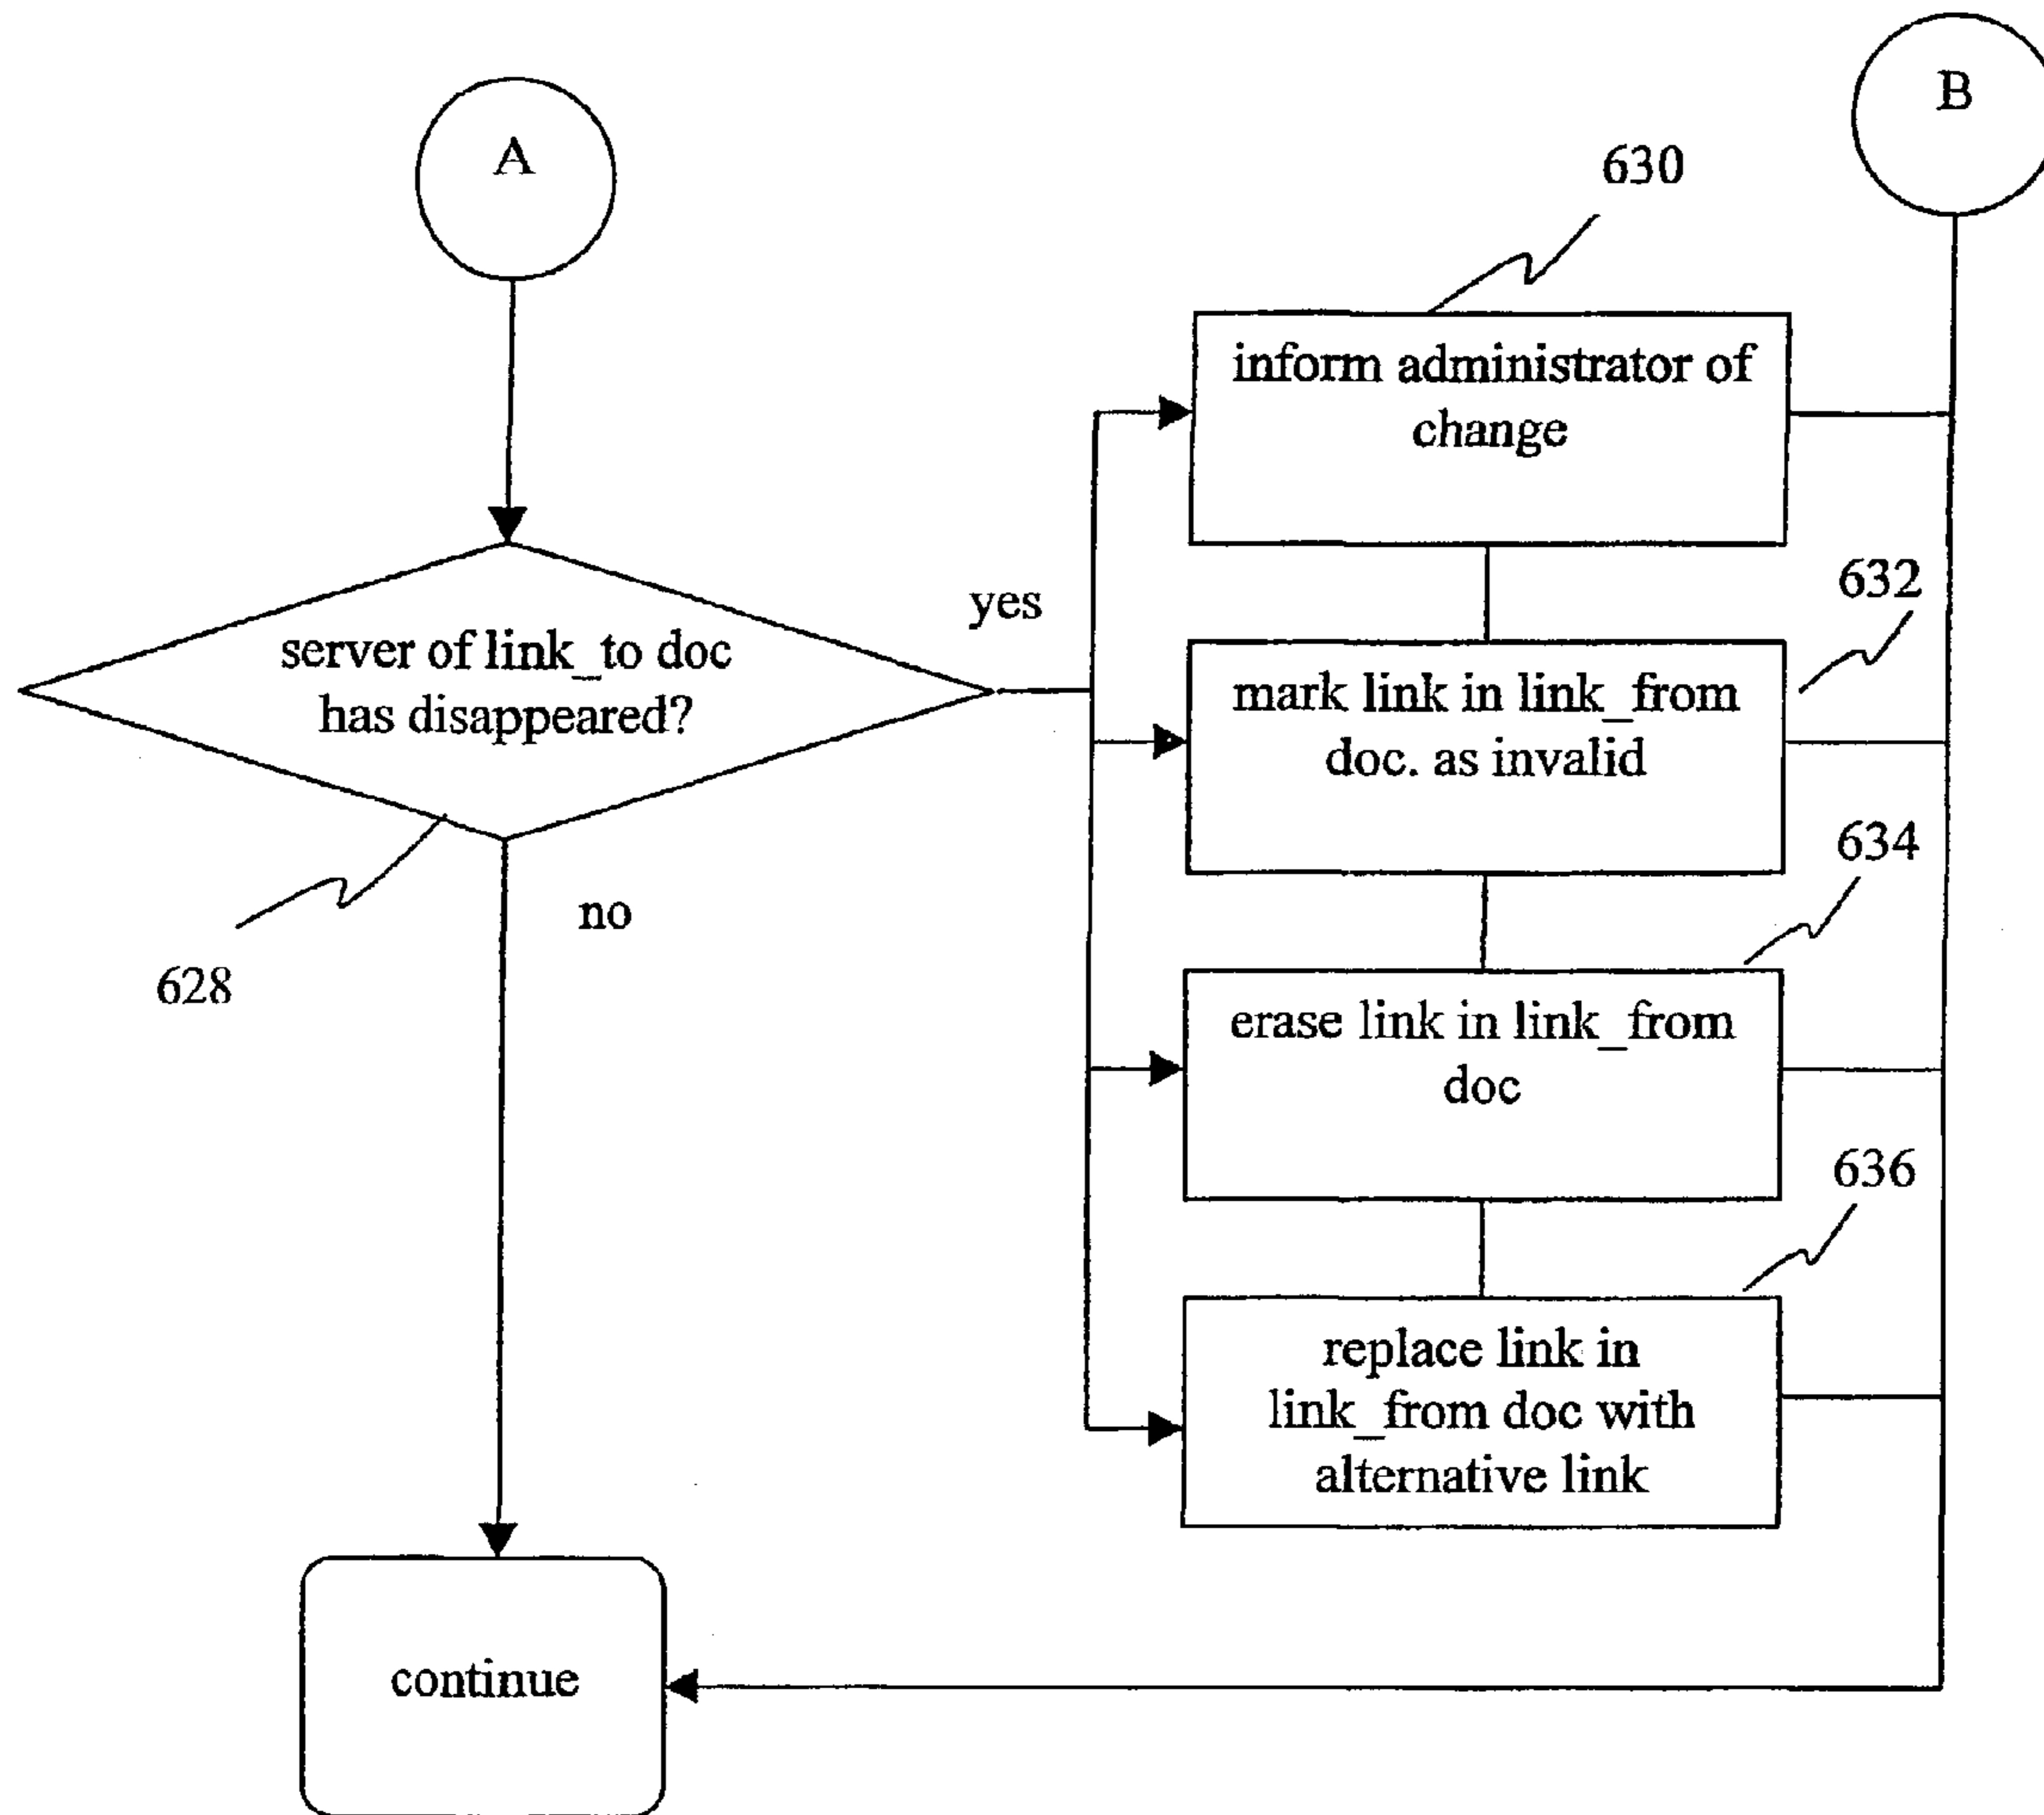 A
B
630
inform administrator of
change
632
yes
server of link_to doc
has disappeared?
mark link in link_from
doc. as invalid
634
no
628
erase link in link_from
doc
636
replace link in
link_from doc with
alternative link
continue